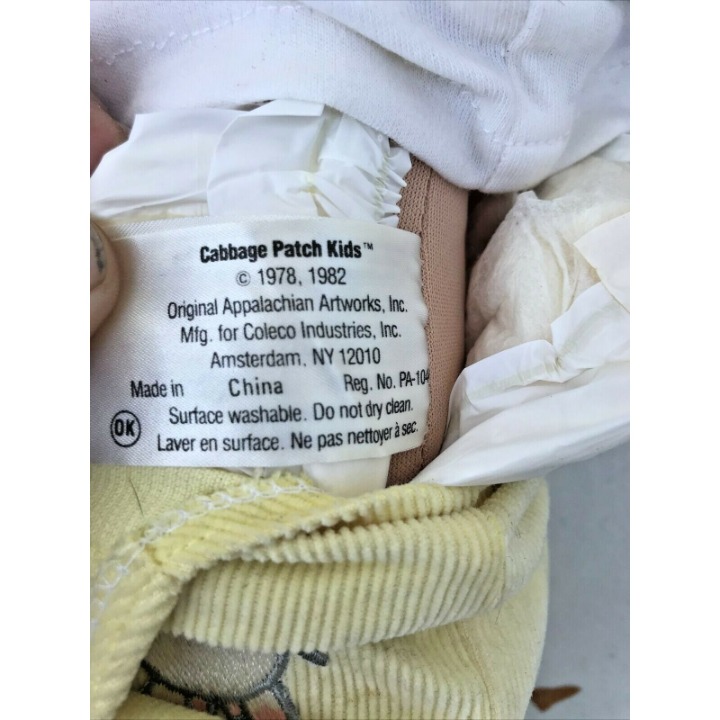 Cabbage Patch Kids™
© 1978, 1982
Original Appalachian Artworks, Inc.
Mfg. for Coleco Industries, Inc.
Amsterdam, NY 12010
Made in China Reg. No. PA-104
Surface washable. Do not dry clean.
OK Laver en surface. Ne pas nettoyer à sec.